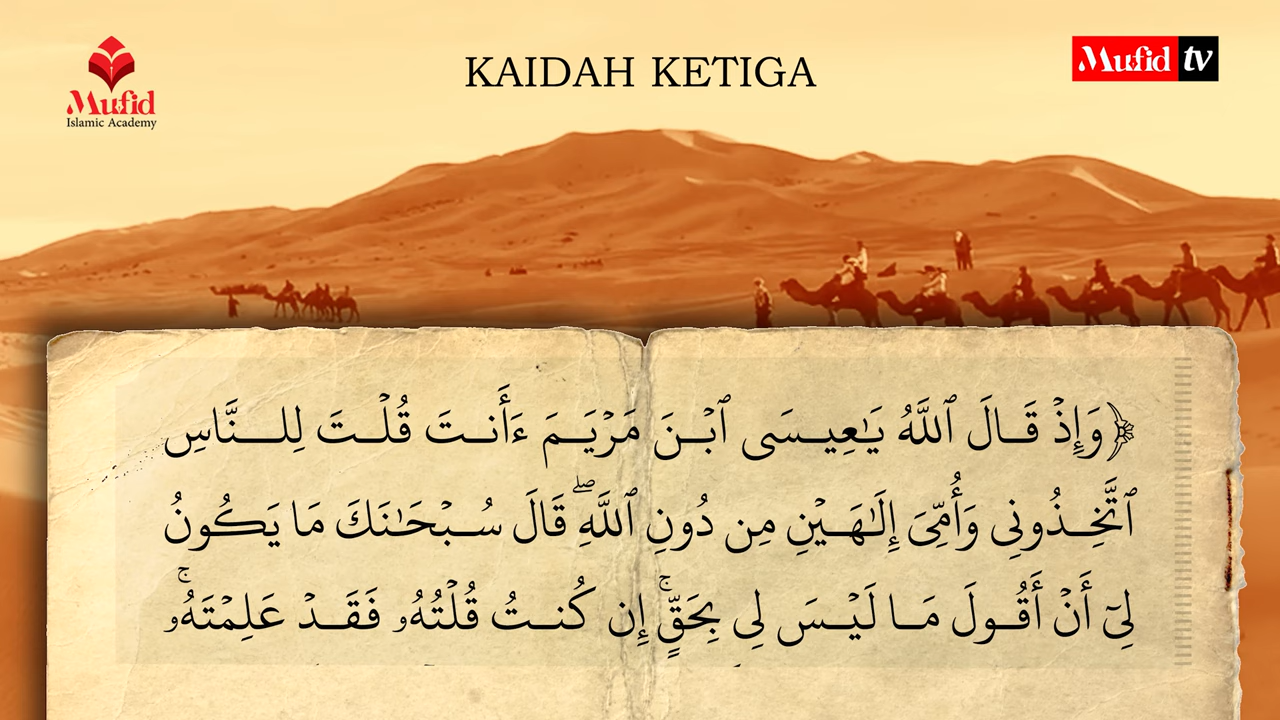 Mufid
Islamic Academy
KAIDAH KETIGA
Mufid tv
﴿وَإِذۡ قَالَ ٱللَّهُ يَٰعِيسَى ٱبۡنَ مَرۡيَمَ ءَأَنتَ قُلۡتَ لِلنَّاسِ
ٱتَّخِذُونِي وَأُمِّيَ إِلَٰهَيۡنِ مِن دُونِ ٱللَّهِۖ قَالَ سُبۡحَٰنَكَ مَا يَكُونُ
لِيٓ أَنۡ أَقُولَ مَا لَيۡسَ لِي بِحَقٍّۚ إِن كُنتُ قُلۡتُهُۥ فَقَدۡ عَلِمۡتَهُۥۚ